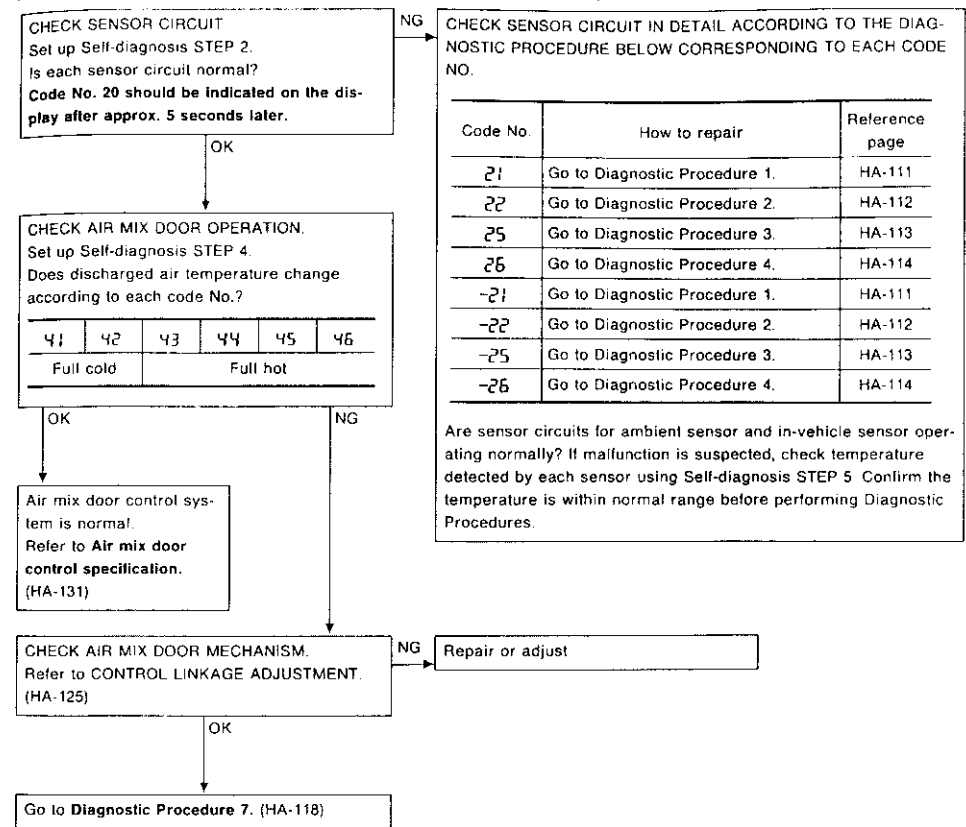 CHECK SENSOR CIRCUIT
Set up Self-diagnosis STEP 2.
Is each sensor circuit normal?
Code No. 20 should be indicated on the dis-
play after approx. 5 seconds later.
NG
OK
CHECK SENSOR CIRCUIT IN DETAIL ACCORDING TO THE DIAG-
NOSTIC PROCEDURE BELOW CORRESPONDING TO EACH CODE
NO.
Code No. How to repair Reference page
21 Go to Diagnostic Procedure 1. HA-111
22 Go to Diagnostic Procedure 2. HA-112
25 Go to Diagnostic Procedure 3. HA-113
26 Go to Diagnostic Procedure 4. HA-114
-21 Go to Diagnostic Procedure 1. HA-111
-22 Go to Diagnostic Procedure 2. HA-112
-25 Go to Diagnostic Procedure 3. HA-113
-26 Go to Diagnostic Procedure 4. HA-114
Are sensor circuits for ambient sensor and in-vehicle sensor oper-
ating normally? If malfunction is suspected, check temperature
detected by each sensor using Self-diagnosis STEP 5 Confirm the
temperature is within normal range before performing Diagnostic
Procedures.
CHECK AIR MIX DOOR OPERATION.
Set up Self-diagnosis STEP 4.
Does discharged air temperature change
according to each code No.?
41 42 43 44 45 46
Full cold Full hot
OK
NG
Air mix door control sys-
tem is normal.
Refer to Air mix door
control specification.
(HA-131)
CHECK AIR MIX DOOR MECHANISM.
Refer to CONTROL LINKAGE ADJUSTMENT.
(HA-125)
NG
Repair or adjust
OK
Go to Diagnostic Procedure 7. (HA-118)